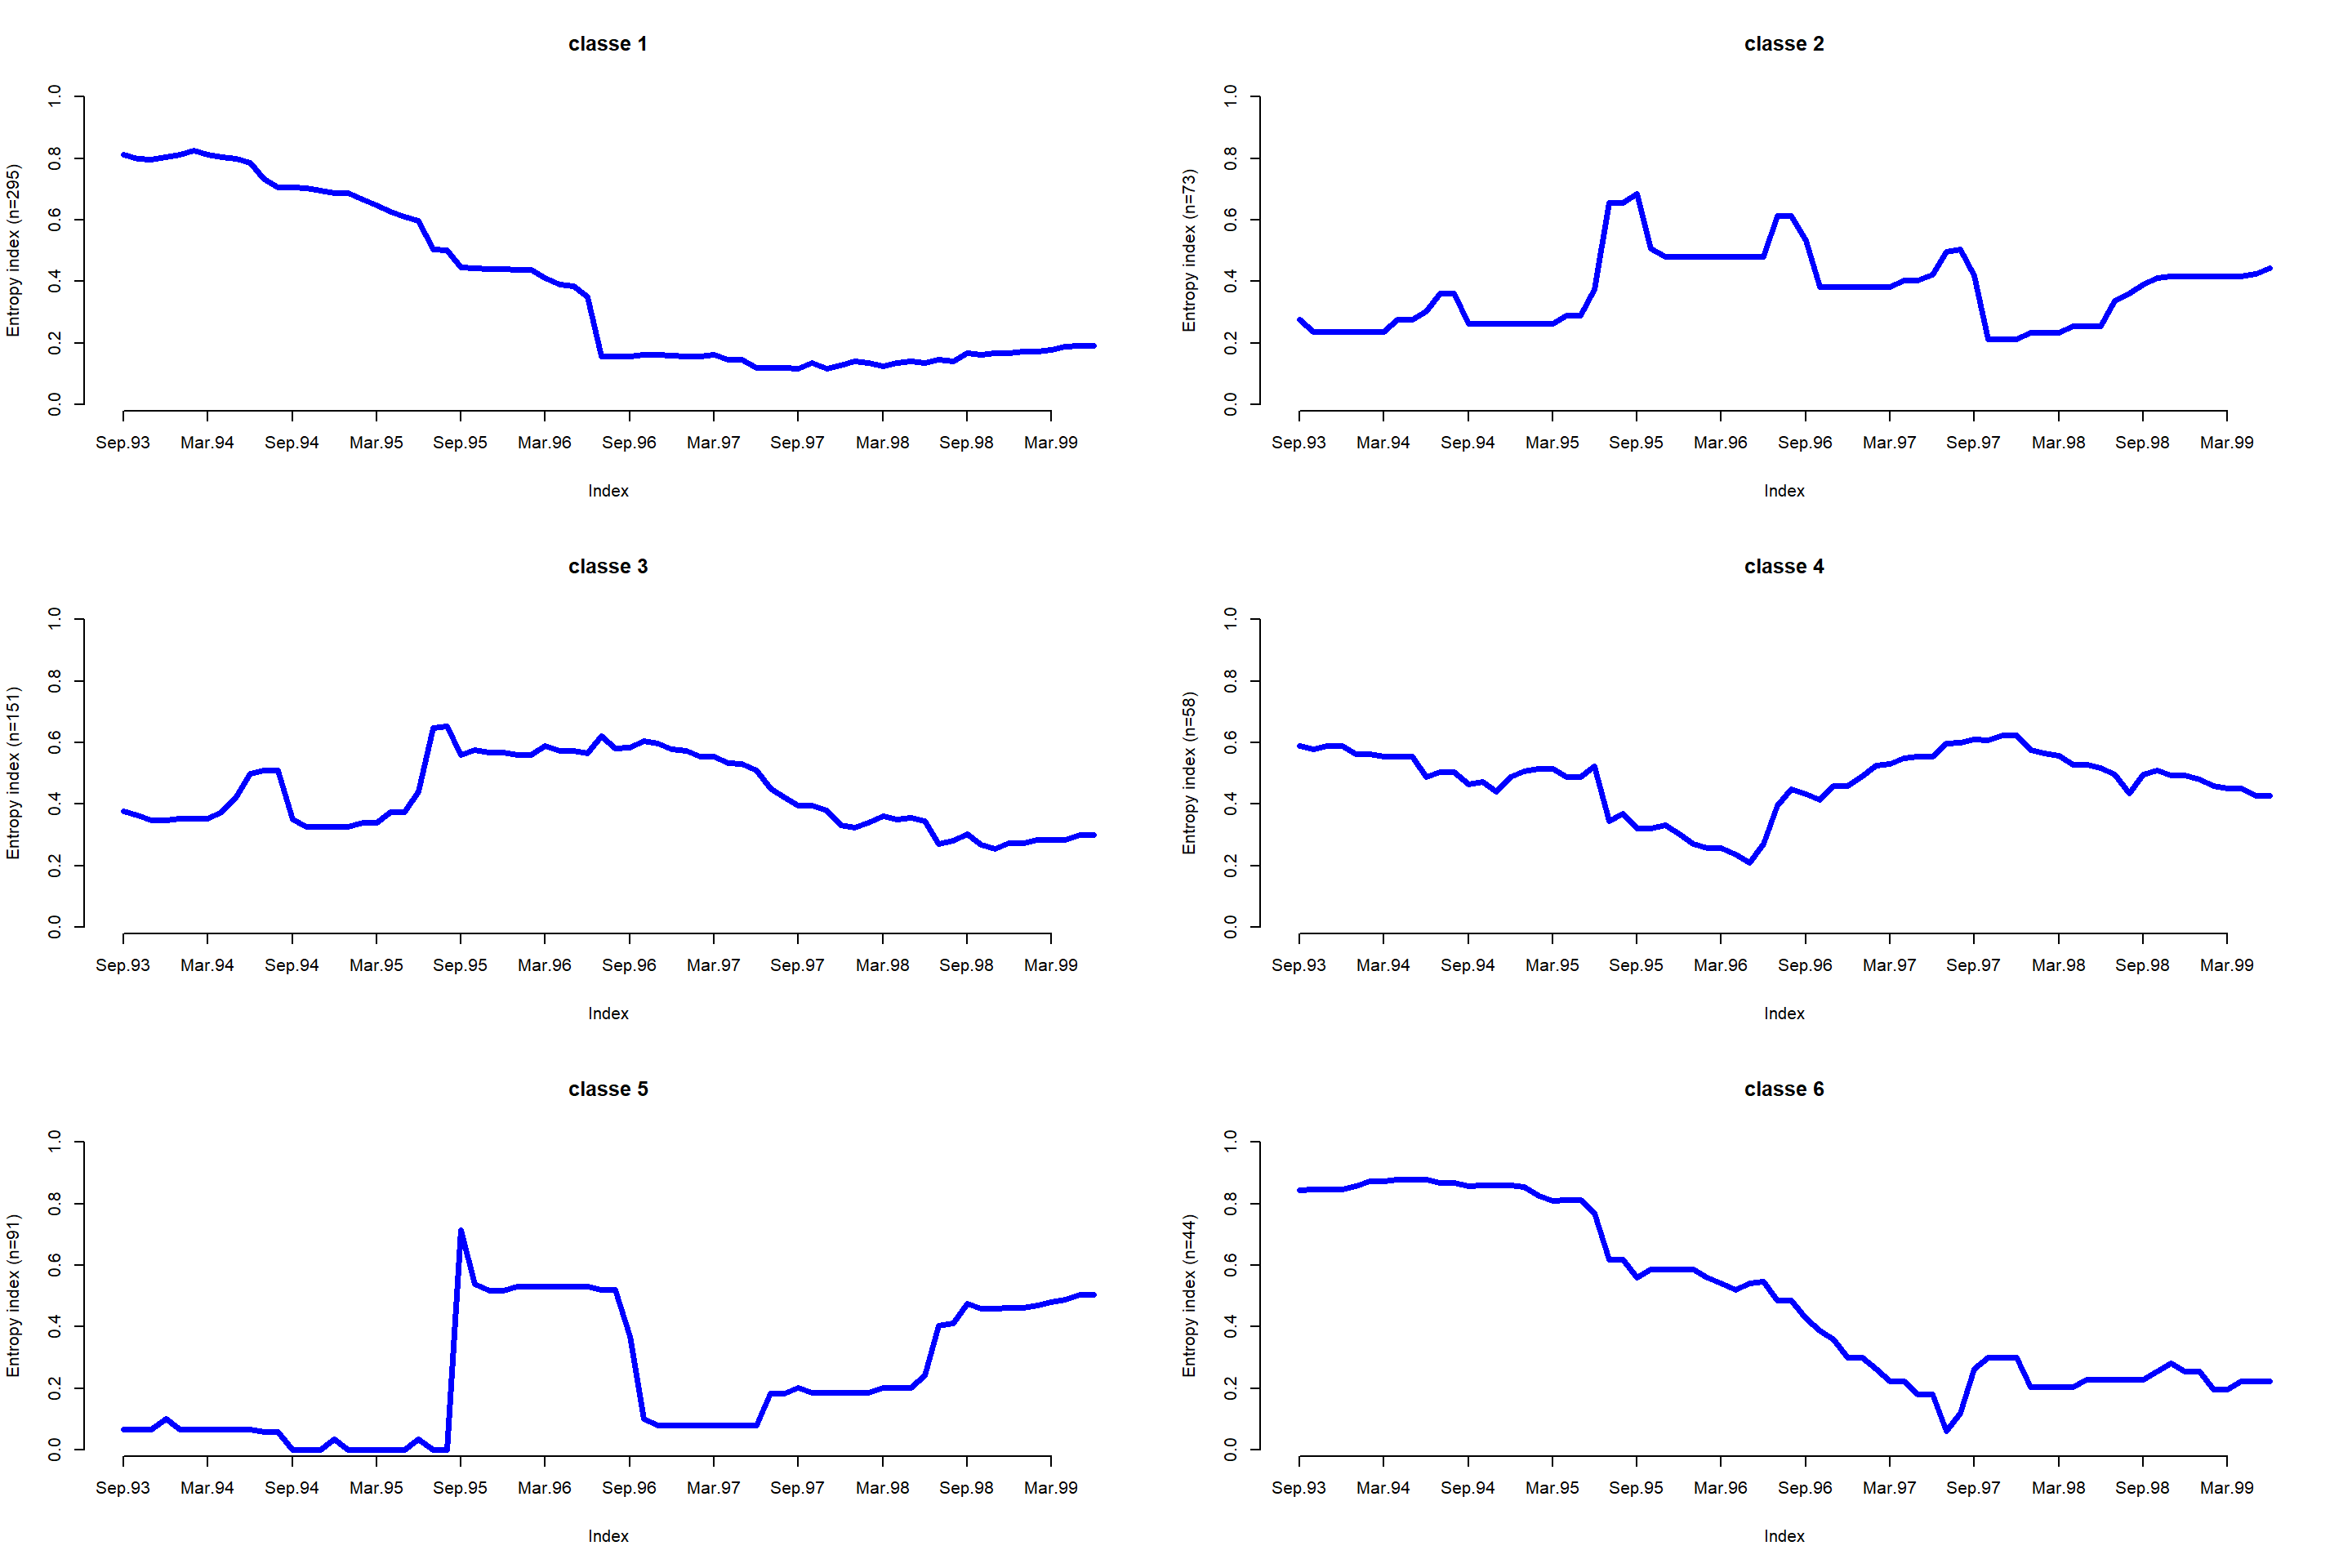 classe 1
Entropy index (n=295)
0.0 0.2 0.4 0.6 0.8 1.0
Sep.93 Mar.94 Sep.94 Mar.95 Sep.95 Mar.96 Sep.96 Mar.97 Sep.97 Mar.98 Sep.98 Mar.99
Index
classe 2
Entropy index (n=73)
0.0 0.2 0.4 0.6 0.8 1.0
Sep.93 Mar.94 Sep.94 Mar.95 Sep.95 Mar.96 Sep.96 Mar.97 Sep.97 Mar.98 Sep.98 Mar.99
Index
classe 3
Entropy index (n=151)
0.0 0.2 0.4 0.6 0.8 1.0
Sep.93 Mar.94 Sep.94 Mar.95 Sep.95 Mar.96 Sep.96 Mar.97 Sep.97 Mar.98 Sep.98 Mar.99
Index
classe 4
Entropy index (n=58)
0.0 0.2 0.4 0.6 0.8 1.0
Sep.93 Mar.94 Sep.94 Mar.95 Sep.95 Mar.96 Sep.96 Mar.97 Sep.97 Mar.98 Sep.98 Mar.99
Index
classe 5
Entropy index (n=91)
0.0 0.2 0.4 0.6 0.8 1.0
Sep.93 Mar.94 Sep.94 Mar.95 Sep.95 Mar.96 Sep.96 Mar.97 Sep.97 Mar.98 Sep.98 Mar.99
Index
classe 6
Entropy index (n=44)
0.0 0.2 0.4 0.6 0.8 1.0
Sep.93 Mar.94 Sep.94 Mar.95 Sep.95 Mar.96 Sep.96 Mar.97 Sep.97 Mar.98 Sep.98 Mar.99
Index